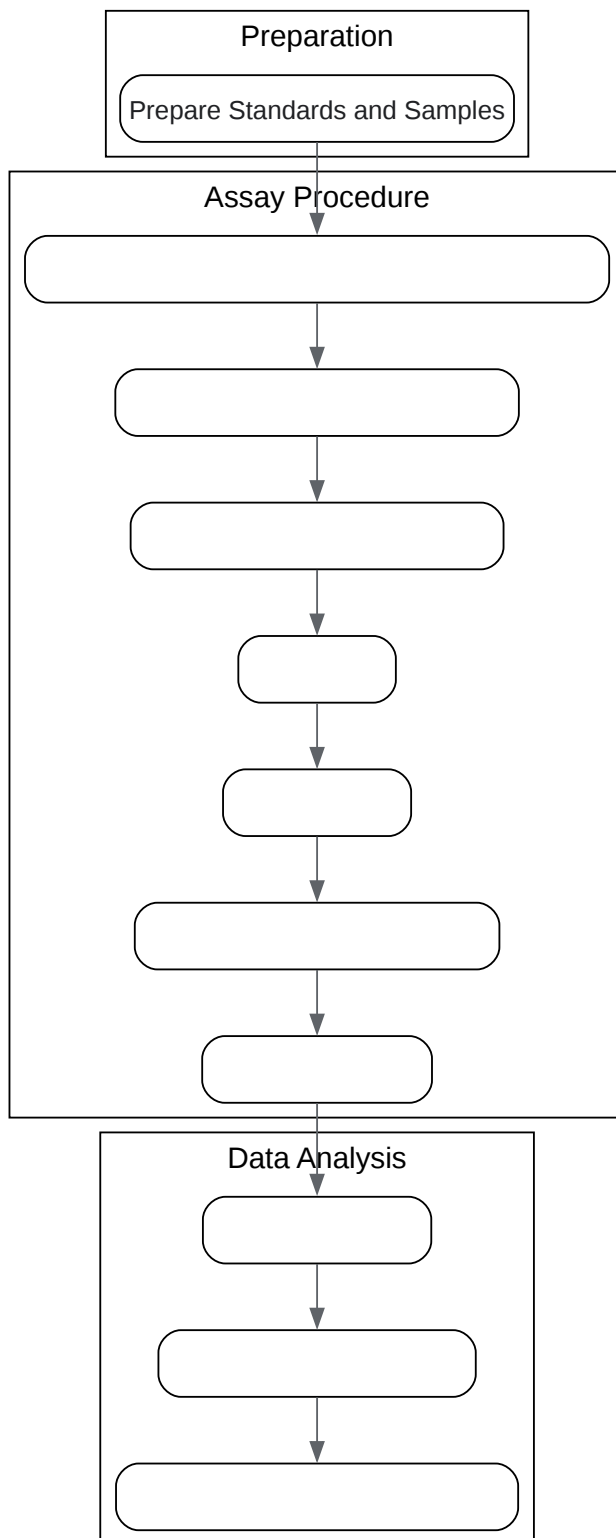 Preparation
Prepare Standards and Samples
Assay Procedure
Data Analysis